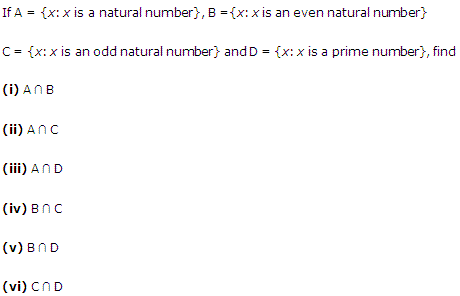 If A = {x: x is a natural number}, B ={x: x is an even natural number}
C = {x: x is an odd natural number} and D = {x: x is a prime number}, find
(i) A∩B
(ii) A∩C
(iii) A∩D
(iv) B∩C
(v) B∩D
(vi) C∩D